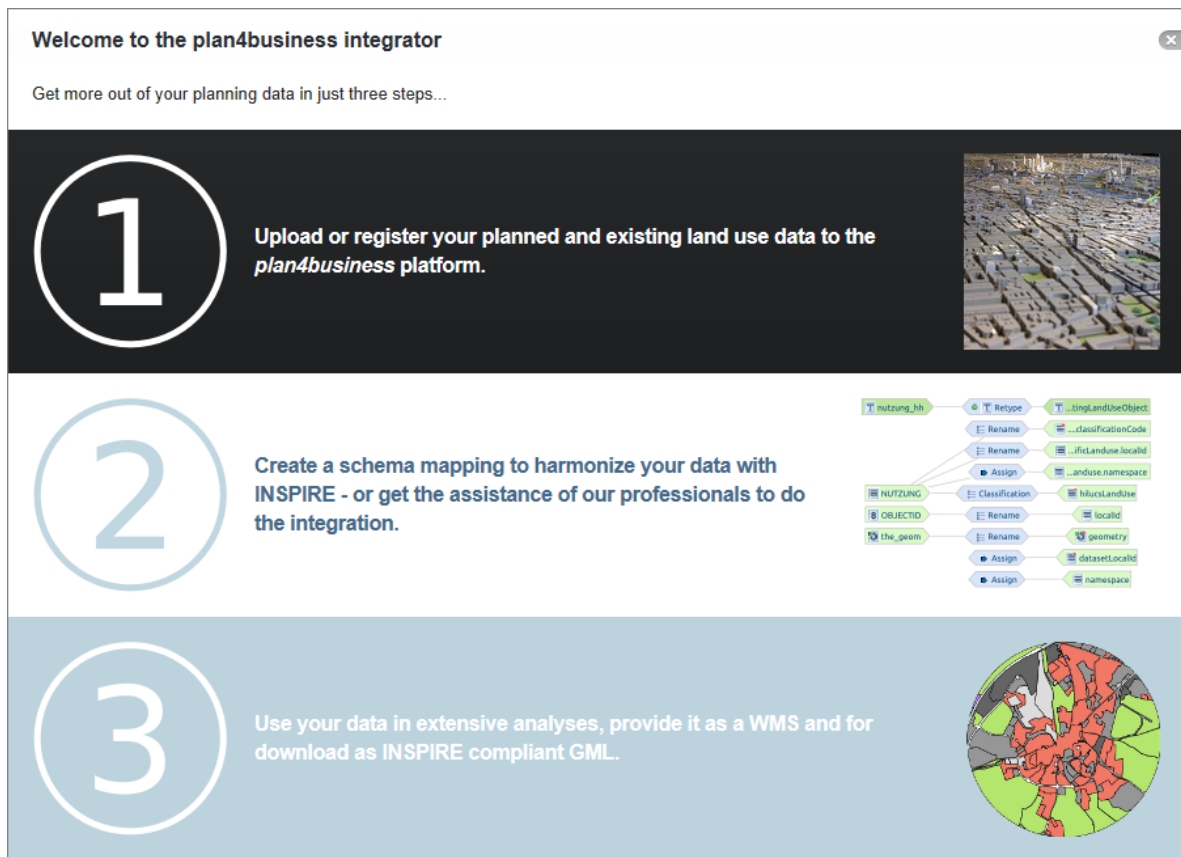 Welcome to the plan4business integrator
Get more out of your planning data in just three steps...
1
Upload or register your planned and existing land use data to the
plan4business platform.
2
Create a schema mapping to harmonize your data with
INSPIRE - or get the assistance of our professionals to do
the integration.
nutzung_hh
Retype
...tingLandUseObject
Rename
...classificationCode
Rename
...ificLanduse.localId
Assign
...anduse.namespace
NUTZUNG
Classification
hilucsLandUse
OBJECTID
Rename
localId
the_geom
Rename
geometry
Assign
datasetLocalId
Assign
namespace
3
Use your data in extensive analyses, provide it as a WMS and for
download as INSPIRE compliant GML.